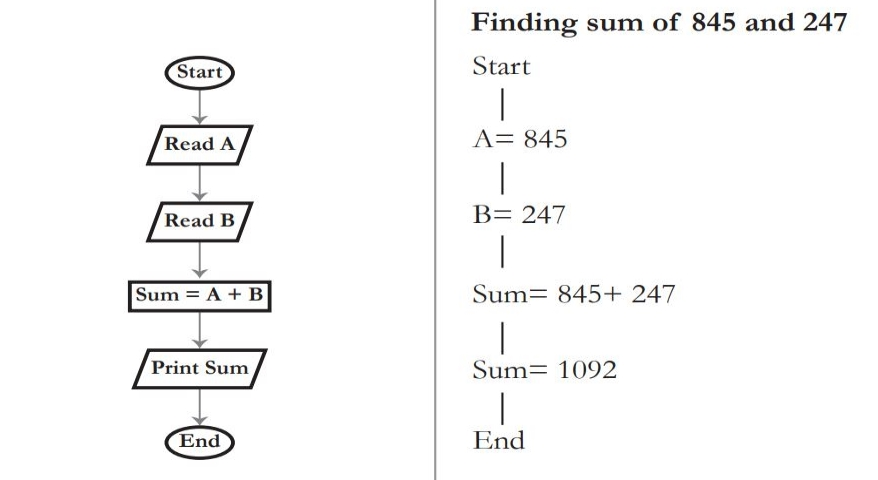 Start
Read A
Read B
Sum = A + B
Print Sum
End
Finding sum of 845 and 247
Start
A= 845
B= 247
Sum= 845+ 247
Sum= 1092
End